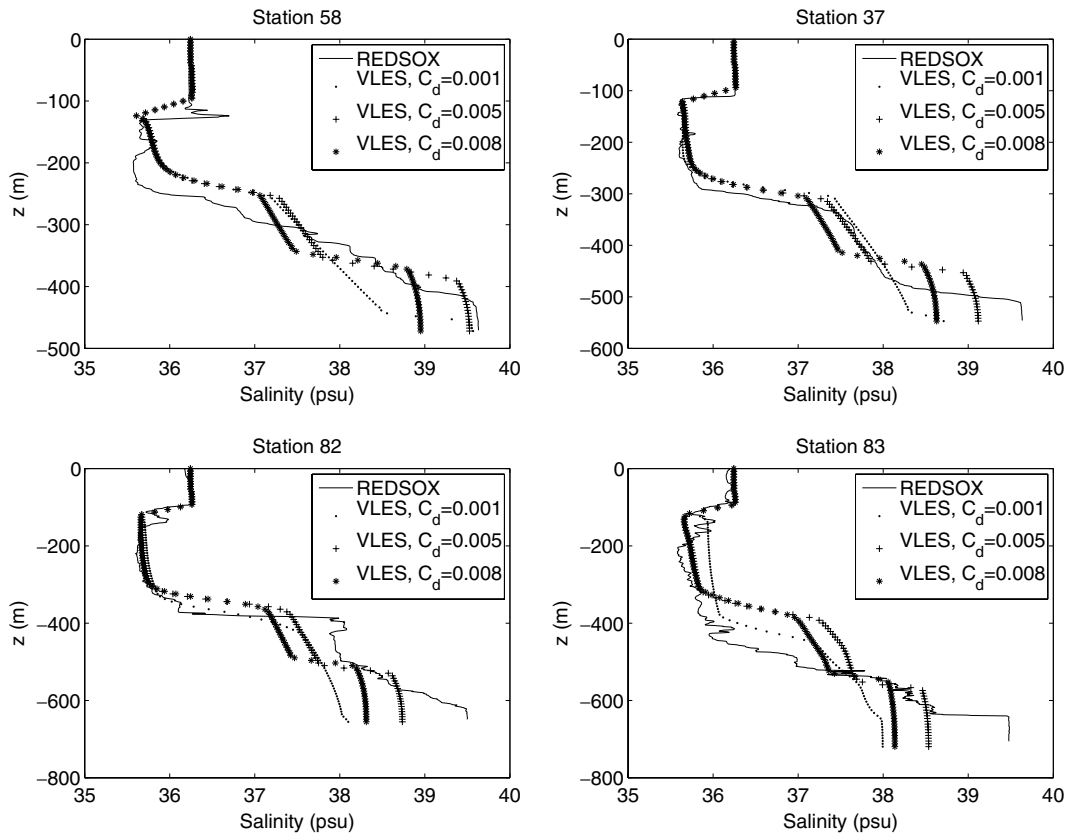 Station 58
0
−100
−200
−300
−400
−500
z (m)
35 36 37 38 39 40
Salinity (psu)
REDSOX
VLES, C_d=0.001
VLES, C_d=0.005
VLES, C_d=0.008
Station 37
0
−100
−200
−300
−400
−500
−600
z (m)
35 36 37 38 39 40
Salinity (psu)
REDSOX
VLES, C_d=0.001
VLES, C_d=0.005
VLES, C_d=0.008
Station 82
0
−200
−400
−600
−800
z (m)
35 36 37 38 39 40
Salinity (psu)
REDSOX
VLES, C_d=0.001
VLES, C_d=0.005
VLES, C_d=0.008
Station 83
0
−200
−400
−600
−800
z (m)
35 36 37 38 39 40
Salinity (psu)
REDSOX
VLES, C_d=0.001
VLES, C_d=0.005
VLES, C_d=0.008